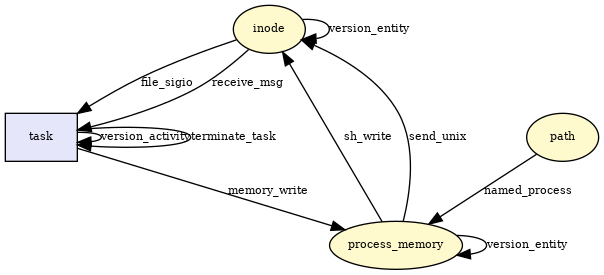 inode
version_entity
file_sigio
receive_msg
task
version_activity
terminate_task
sh_write
send_unix
path
memory_write
named_process
process_memory
version_entity